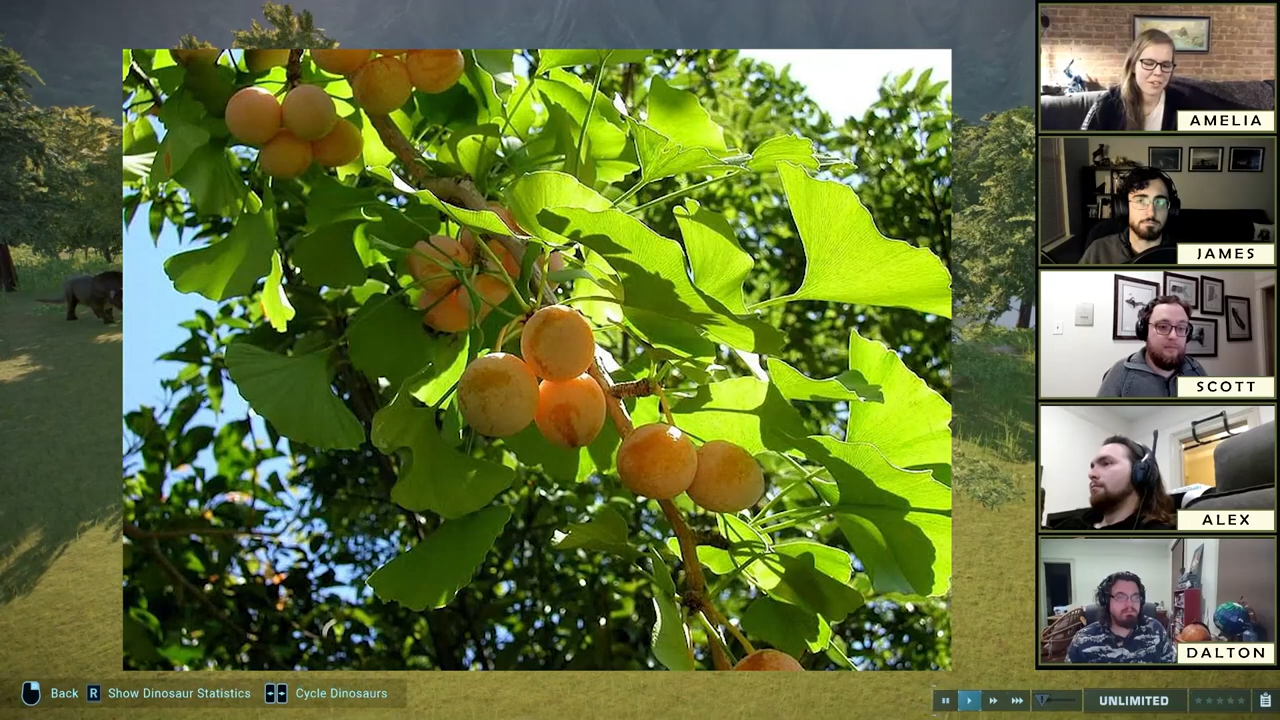 AMELIA
JAMES
SCOTT
ALEX
DALTON
Back R Show Dinosaur Statistics Cycle Dinosaurs
UNLIMITED